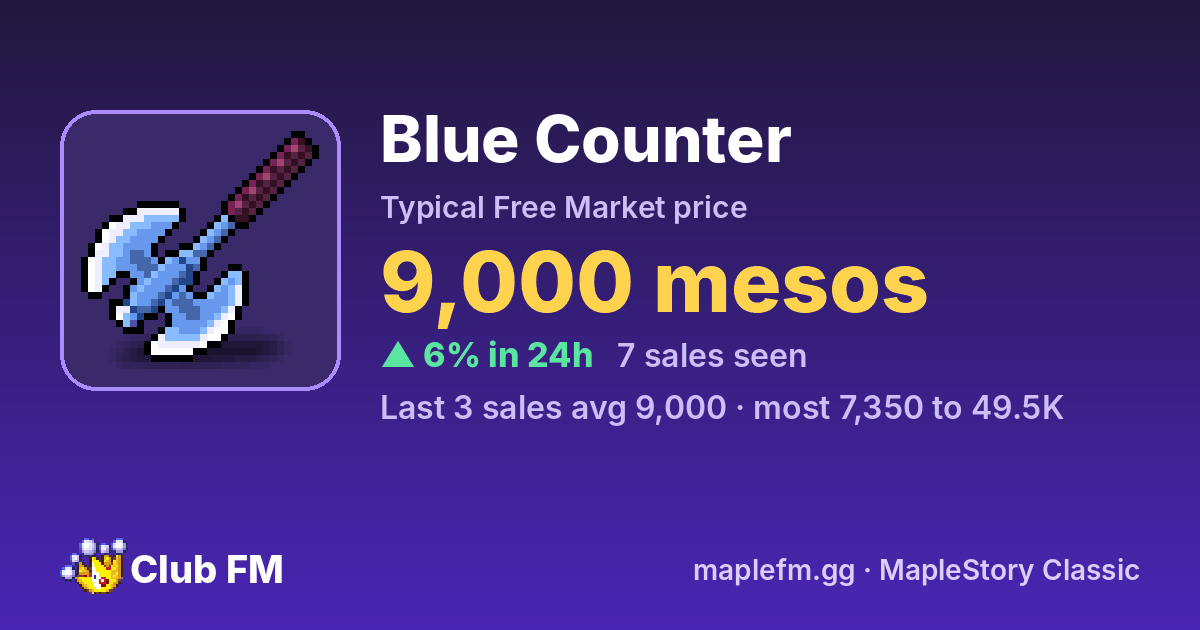 Blue Counter
Typical Free Market price
9,000 mesos
▲ 6% in 24h 7 sales seen
Last 3 sales avg 9,000 · most 7,350 to 49.5K
Club FM
maplefm.gg · MapleStory Classic